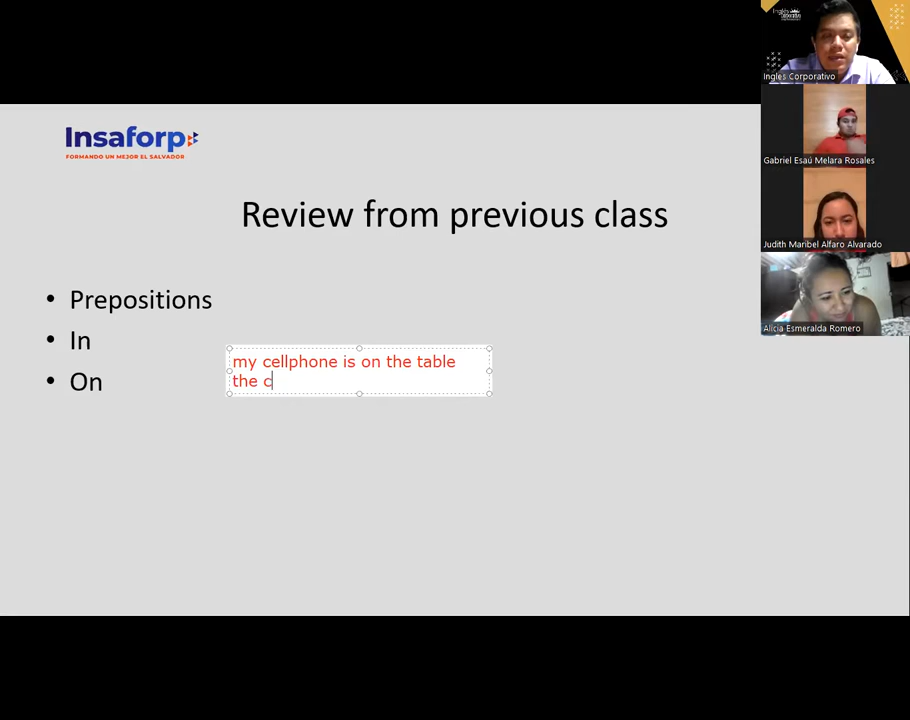 Insaforp
FORMANDO UN MEJOR EL SALVADOR
Review from previous class
• Prepositions
• In
• On
my cellphone is on the table
the c
Ingles Corporativo
Gabriel Esaú Melara Rosales
Judith Maribel Alfaro Alvarado
Alicia Esmeralda Romero